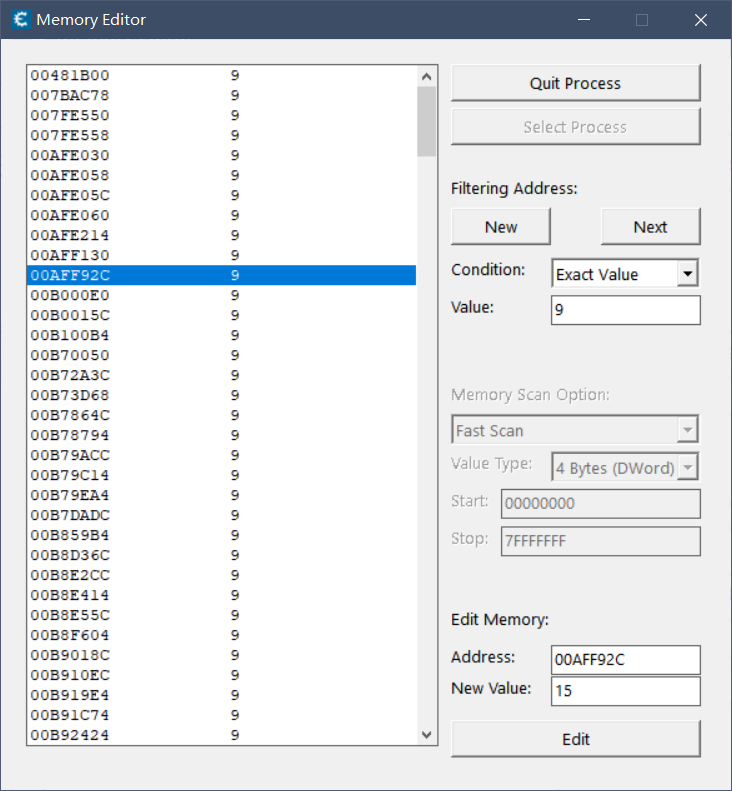 Memory Editor
00481B00 9
007BAC78 9
007FE550 9
007FE558 9
00AFE030 9
00AFE058 9
00AFE05C 9
00AFE060 9
00AFE214 9
00AFF130 9
00AFF92C 9
00B000E0 9
00B0015C 9
00B100B4 9
00B70050 9
00B72A3C 9
00B73D68 9
00B7864C 9
00B78794 9
00B79ACC 9
00B79C14 9
00B79EA4 9
00B7DADC 9
00B859B4 9
00B8D36C 9
00B8E2CC 9
00B8E414 9
00B8E55C 9
00B8F604 9
00B9018C 9
00B910EC 9
00B919E4 9
00B91C74 9
00B92424 9
Quit Process
Select Process
Filtering Address:
New Next
Condition: Exact Value
Value: 9
Memory Scan Option:
Fast Scan
Value Type: 4 Bytes (DWord)
Start: 00000000
Stop: 7FFFFFFF
Edit Memory:
Address: 00AFF92C
New Value: 15
Edit